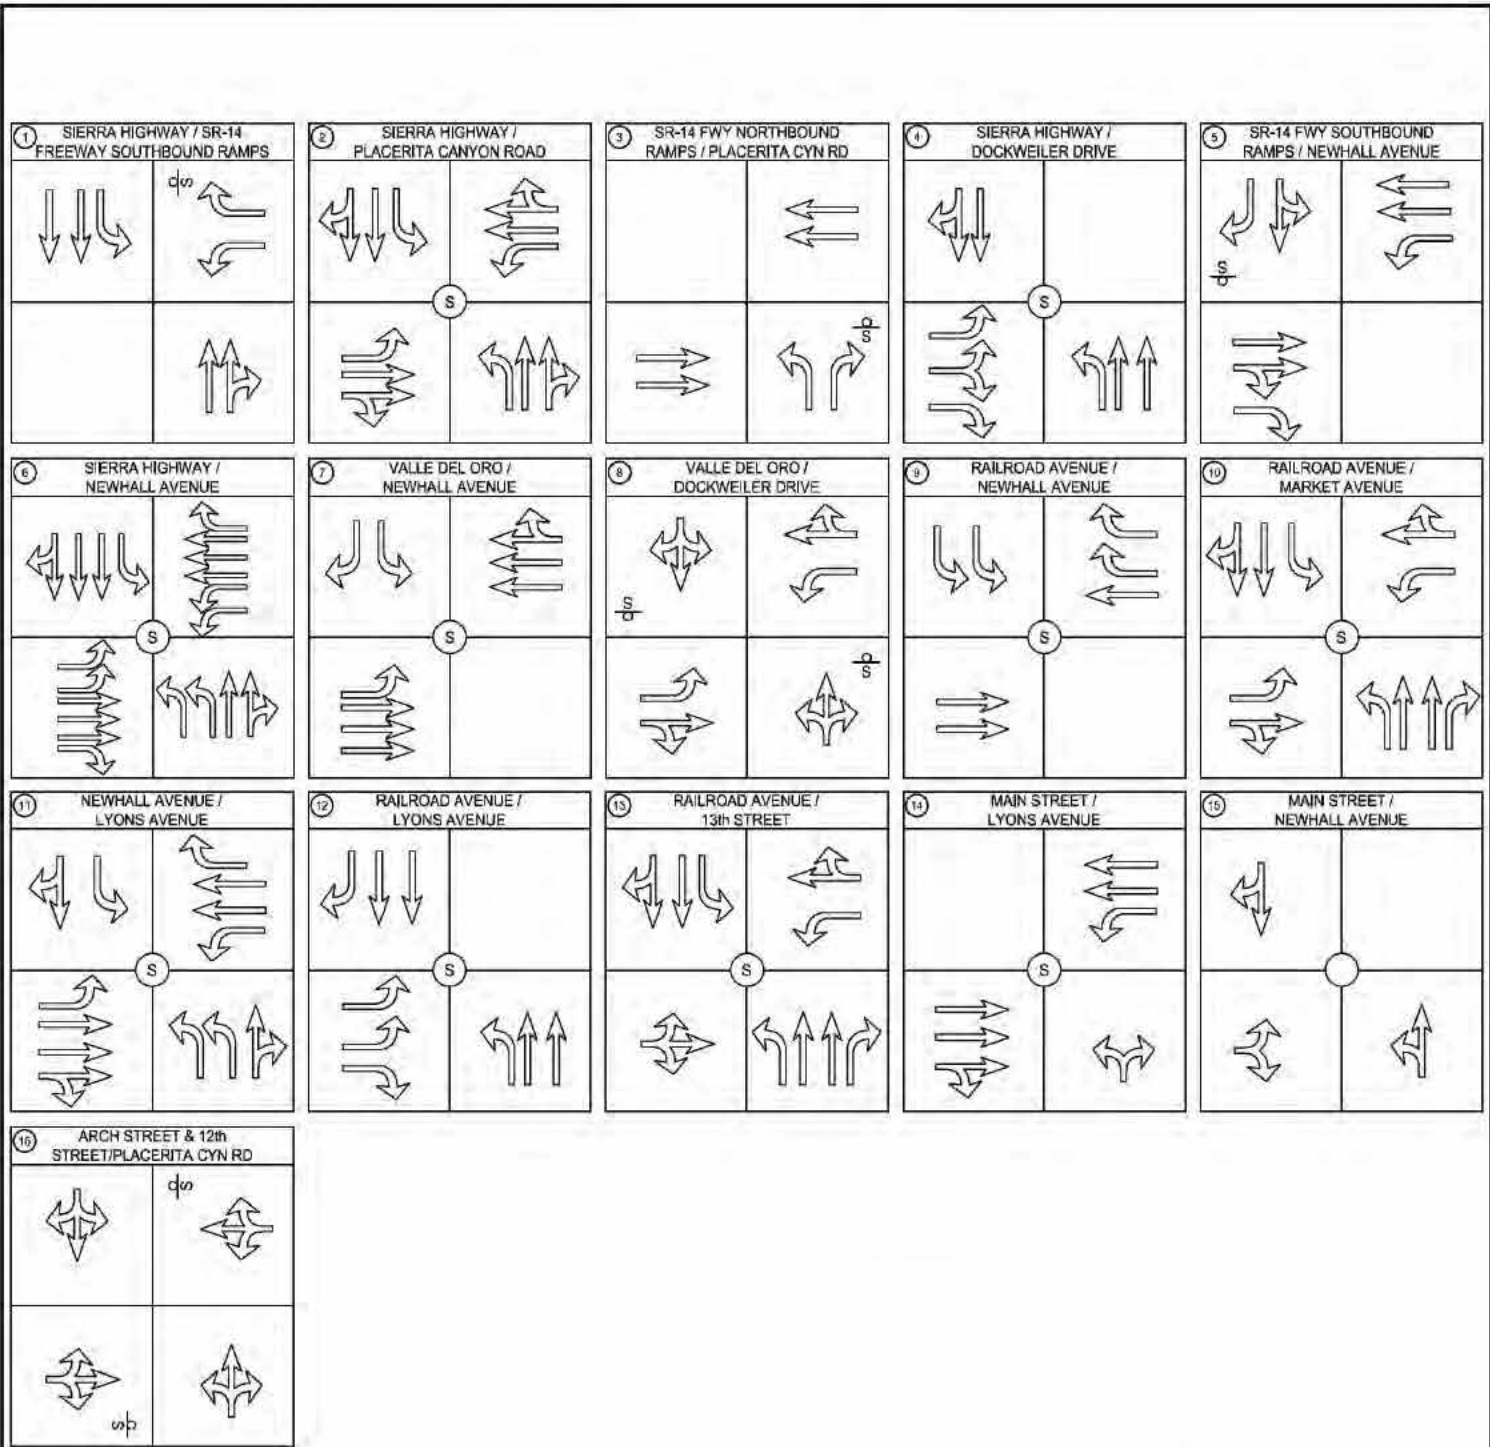 1 SIERRA HIGHWAY / SR-14
FREEWAY SOUTHBOUND RAMPS
2 SIERRA HIGHWAY /
PLACERITA CANYON ROAD
S
3 SR-14 FWY NORTHBOUND
RAMPS / PLACERITA CYN RD
4 SIERRA HIGHWAY /
DOCKWEILER DRIVE
S
5 SR-14 FWY SOUTHBOUND
RAMPS / NEWHALL AVENUE
6 SIERRA HIGHWAY /
NEWHALL AVENUE
S
7 VALLE DEL ORO /
NEWHALL AVENUE
S
8 VALLE DEL ORO /
DOCKWEILER DRIVE
9 RAILROAD AVENUE /
NEWHALL AVENUE
S
10 RAILROAD AVENUE /
MARKET AVENUE
S
11 NEWHALL AVENUE /
LYONS AVENUE
S
12 RAILROAD AVENUE /
LYONS AVENUE
S
13 RAILROAD AVENUE /
13th STREET
S
14 MAIN STREET /
LYONS AVENUE
S
15 MAIN STREET /
NEWHALL AVENUE
16 ARCH STREET & 12th
STREET/PLACERITA CYN RD